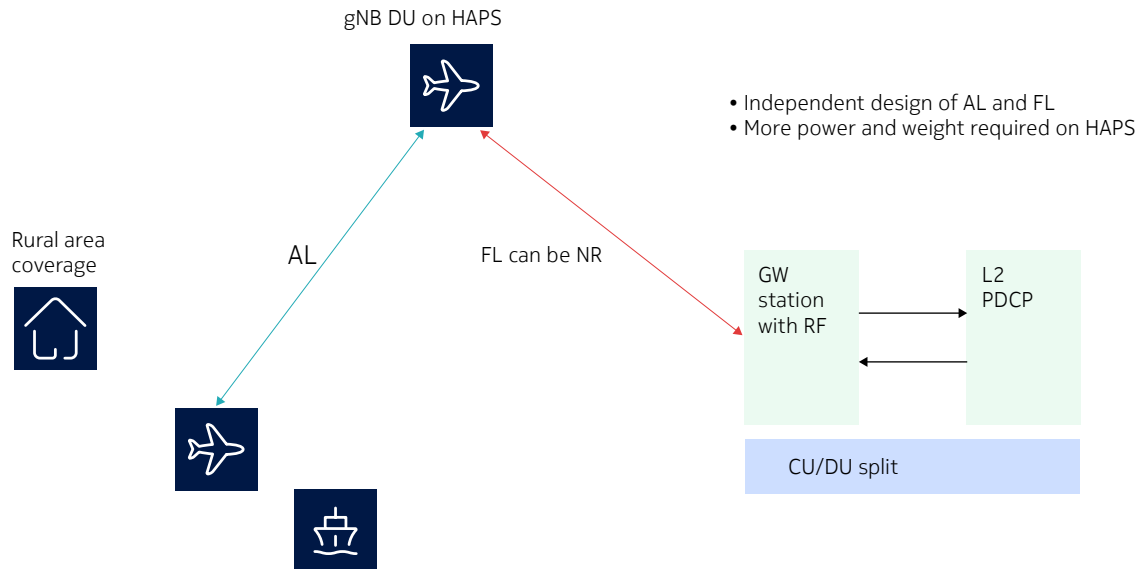 gNB DU on HAPS
• Independent design of AL and FL
• More power and weight required on HAPS
Rural area
coverage
AL
FL can be NR
GW
station
with RF
L2
PDCP
CU/DU split